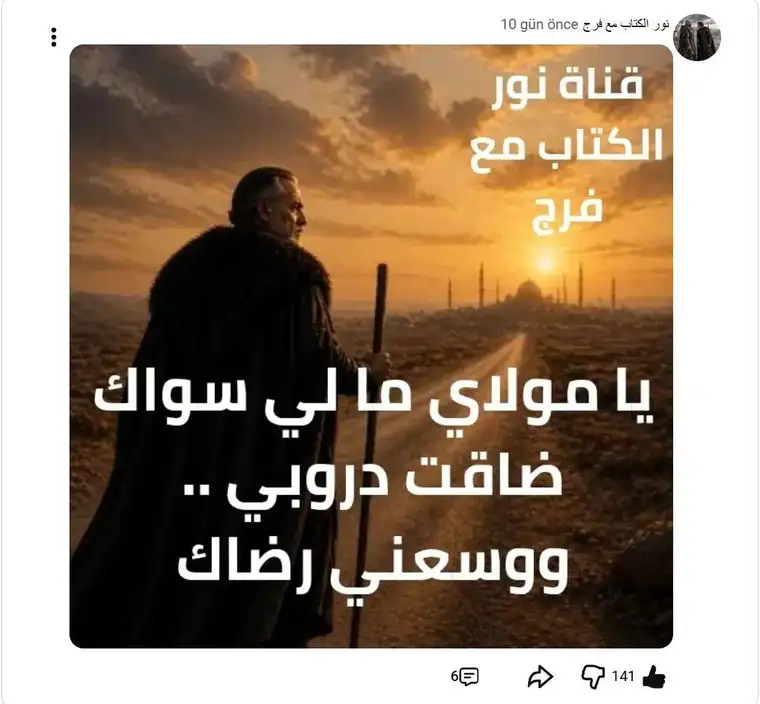 نور الكتاب مع فرج 10 gün önce
قناة نور
الكتاب مع
فرج
يا مولاي ما لي سواك
ضاقت دروبي ..
ووسعني رضاك
141
6